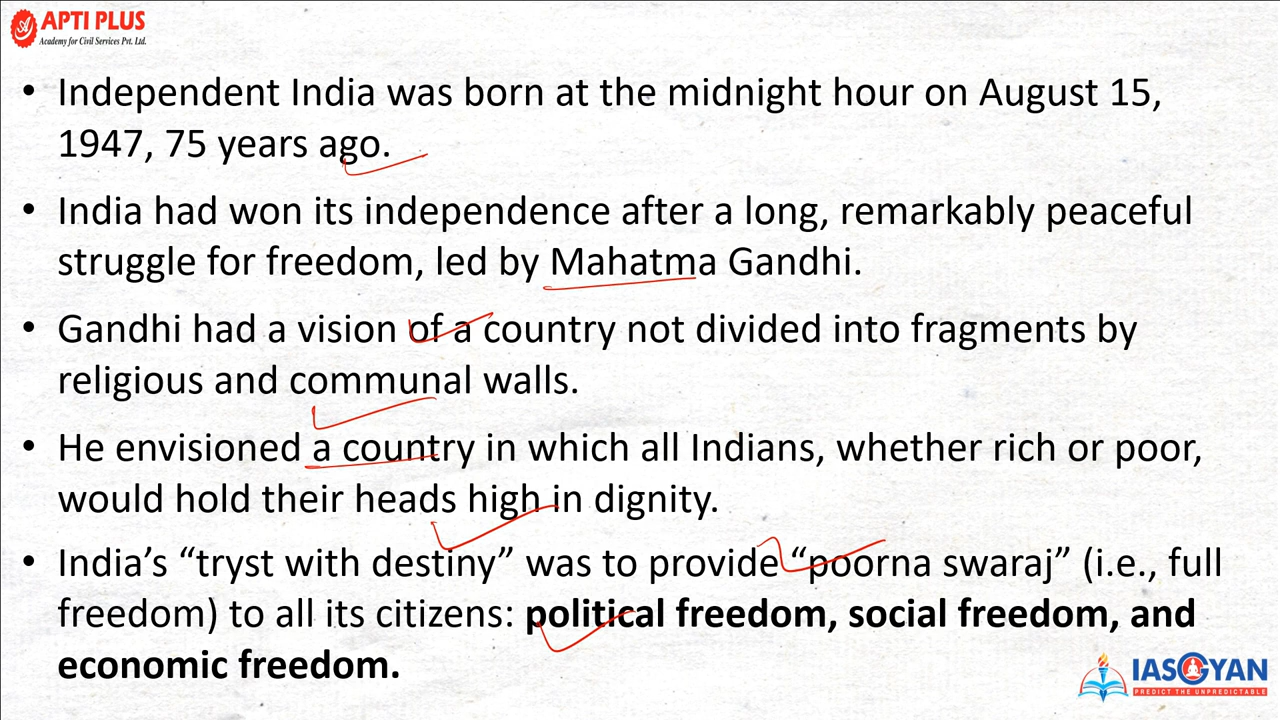 APTI PLUS
Academy for Civil Services Pvt. Ltd.
• Independent India was born at the midnight hour on August 15,
1947, 75 years ago.
• India had won its independence after a long, remarkably peaceful
struggle for freedom, led by Mahatma Gandhi.
• Gandhi had a vision of a country not divided into fragments by
religious and communal walls.
• He envisioned a country in which all Indians, whether rich or poor,
would hold their heads high in dignity.
• India’s “tryst with destiny” was to provide “poorna swaraj” (i.e., full
freedom) to all its citizens: political freedom, social freedom, and
economic freedom.
IASGYAN
PREDICT THE UNPREDICTABLE